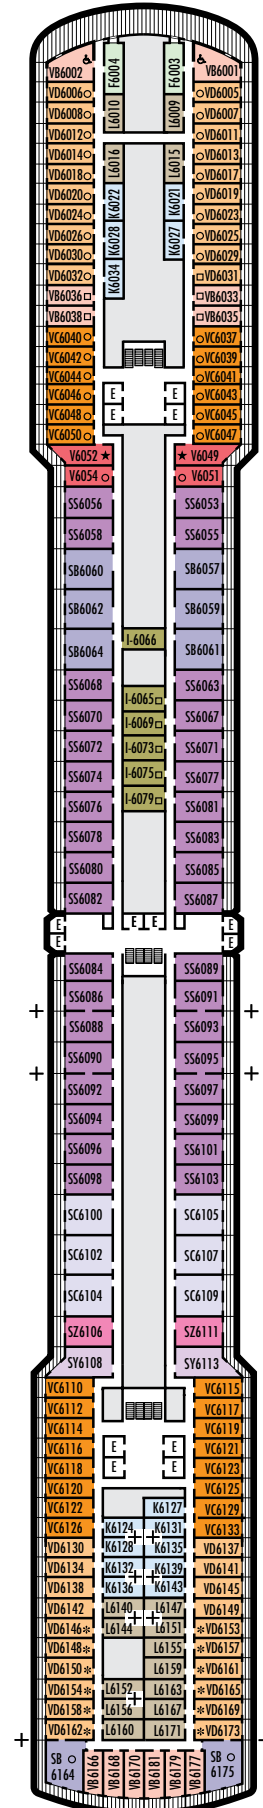 VB6002 F6004 F6003 VB6001
VD6006 L6010 L6009 VD6005
VD6008 VD6007
VD6012 VD6011
VD6014 L6016 L6015 VD6013
VD6018 VD6017
VD6020 K6022 K6021 VD6019
VD6024 VD6023
VD6026 K6028 K6027 VD6025
VD6030 VD6029
VD6032 K6034 VD6031
VB6036 VB6033
VB6038 VB6035
VC6040 VC6037
VC6042 VC6039
VC6044 VC6041
VC6046 E E VC6043
VC6048 E E VC6045
VC6050 VC6047
V6052 ★ ★ V6049
V6054 V6051
SS6056 SS6053
SS6058 SS6055
SB6060 SB6057
SB6062 SB6059
SB6064 I-6066 SB6061
SS6068 I-6065 SS6063
SS6070 I-6069 SS6067
SS6072 I-6073 SS6071
SS6074 I-6075 SS6077
SS6076 I-6079 SS6081
SS6078 SS6083
SS6080 SS6085
SS6082 SS6087
E E E E
E E
SS6084 SS6089
SS6086 SS6091
SS6088 SS6093
SS6090 SS6095
SS6092 SS6097
SS6094 SS6099
SS6096 SS6101
SS6098 SS6103
SC6100 SC6105
SC6102 SC6107
SC6104 SC6109
SZ6106 SZ6111
SY6108 SY6113
VC6110 VC6115
VC6112 VC6117
VC6114 VC6119
VC6116 E E VC6121
VC6118 E E VC6123
VC6120 VC6125
VC6122 K6127 VC6129
VC6126 K6124 K6131 VC6133
VD6130 K6128 K6135 VD6137
VD6134 K6132 K6139 VD6141
VD6138 K6136 K6143 VD6145
VD6142 L6140 L6147 VD6149
VD6146* L6144 L6151 *VD6153
VD6148* L6155 *VD6157
VD6150* L6159 *VD6161
VD6154* L6152 L6163 *VD6165
VD6158* L6156 L6167 *VD6169
VD6162* L6160 L6171 *VD6173
SB 6164 VB6166 VB6168 VB6170 VB6181 VB6179 VB6177 SB 6175